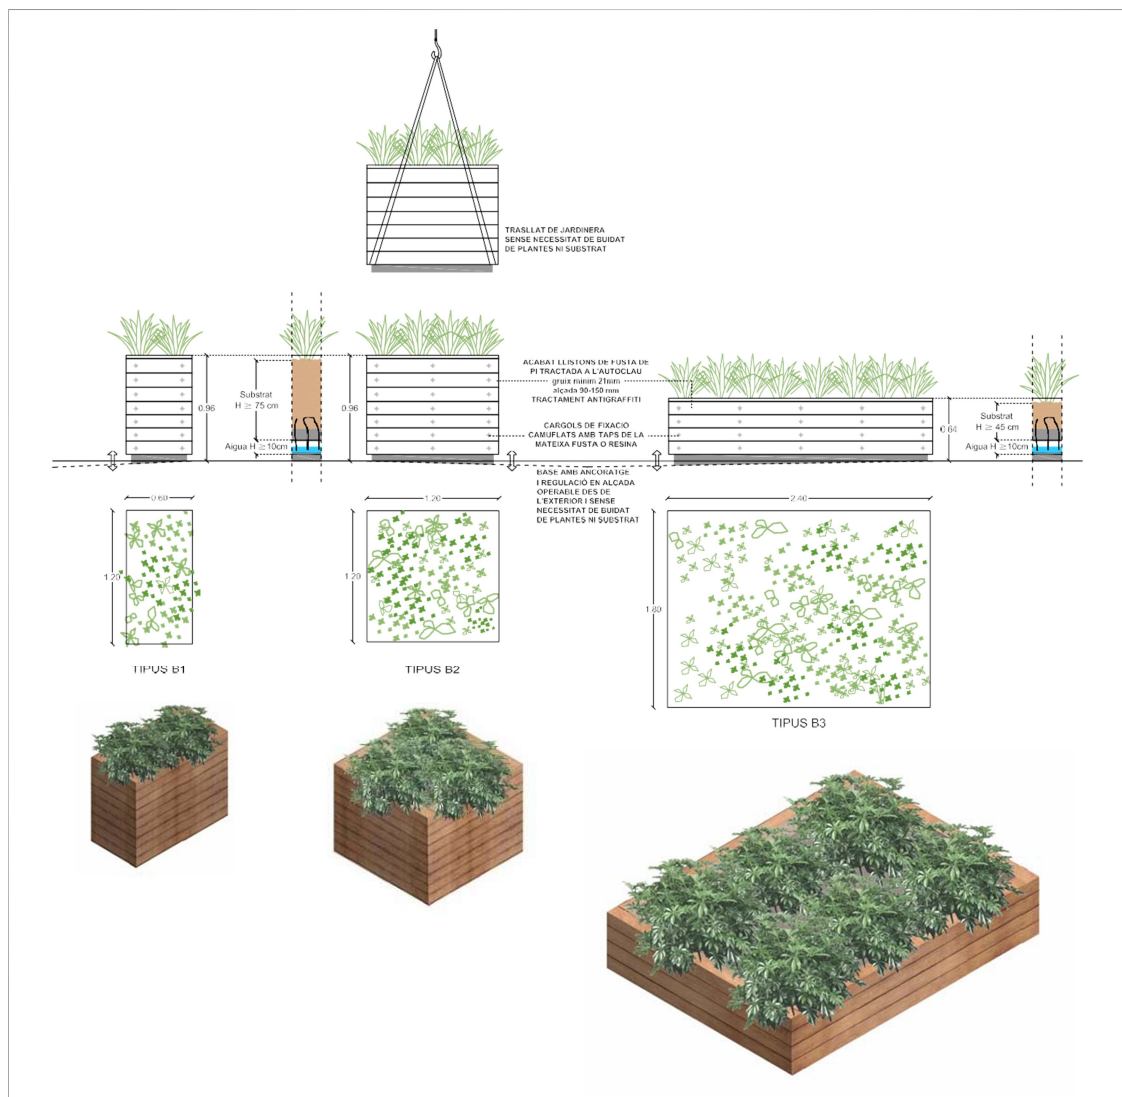 TRASLLAT DE JARDINERA
SENSE NECESSITAT DE BUIDAT
DE PLANTES NI SUBSTRAT
Substrat
H ≥ 75 cm
Aigua H ≥ 10cm
0.96
0.96
ACABAT LLISTONS DE FUSTA DE
PI TRACTADA A L'AUTOCLAU
gruix mínim 21mm
alçada 90-150 mm
TRACTAMENT ANTIGRAFFITI
CARGOLS DE FIXACIÓ
CAMUFLATS AMB TAPS DE LA
MATEIXA FUSTA O RESINA
0.64
Substrat
H ≥ 45 cm
Aigua H ≥10cm
BASE AMB ANCORATGE
I REGULACIÓ EN ALÇADA
OPERABLE DES DE
L'EXTERIOR I SENSE
NECESSITAT DE BUIDAT
DE PLANTES NI SUBSTRAT
0.60
1.20
1.20
1.20
2.40
1.80
TIPUS B1
TIPUS B2
TIPUS B3